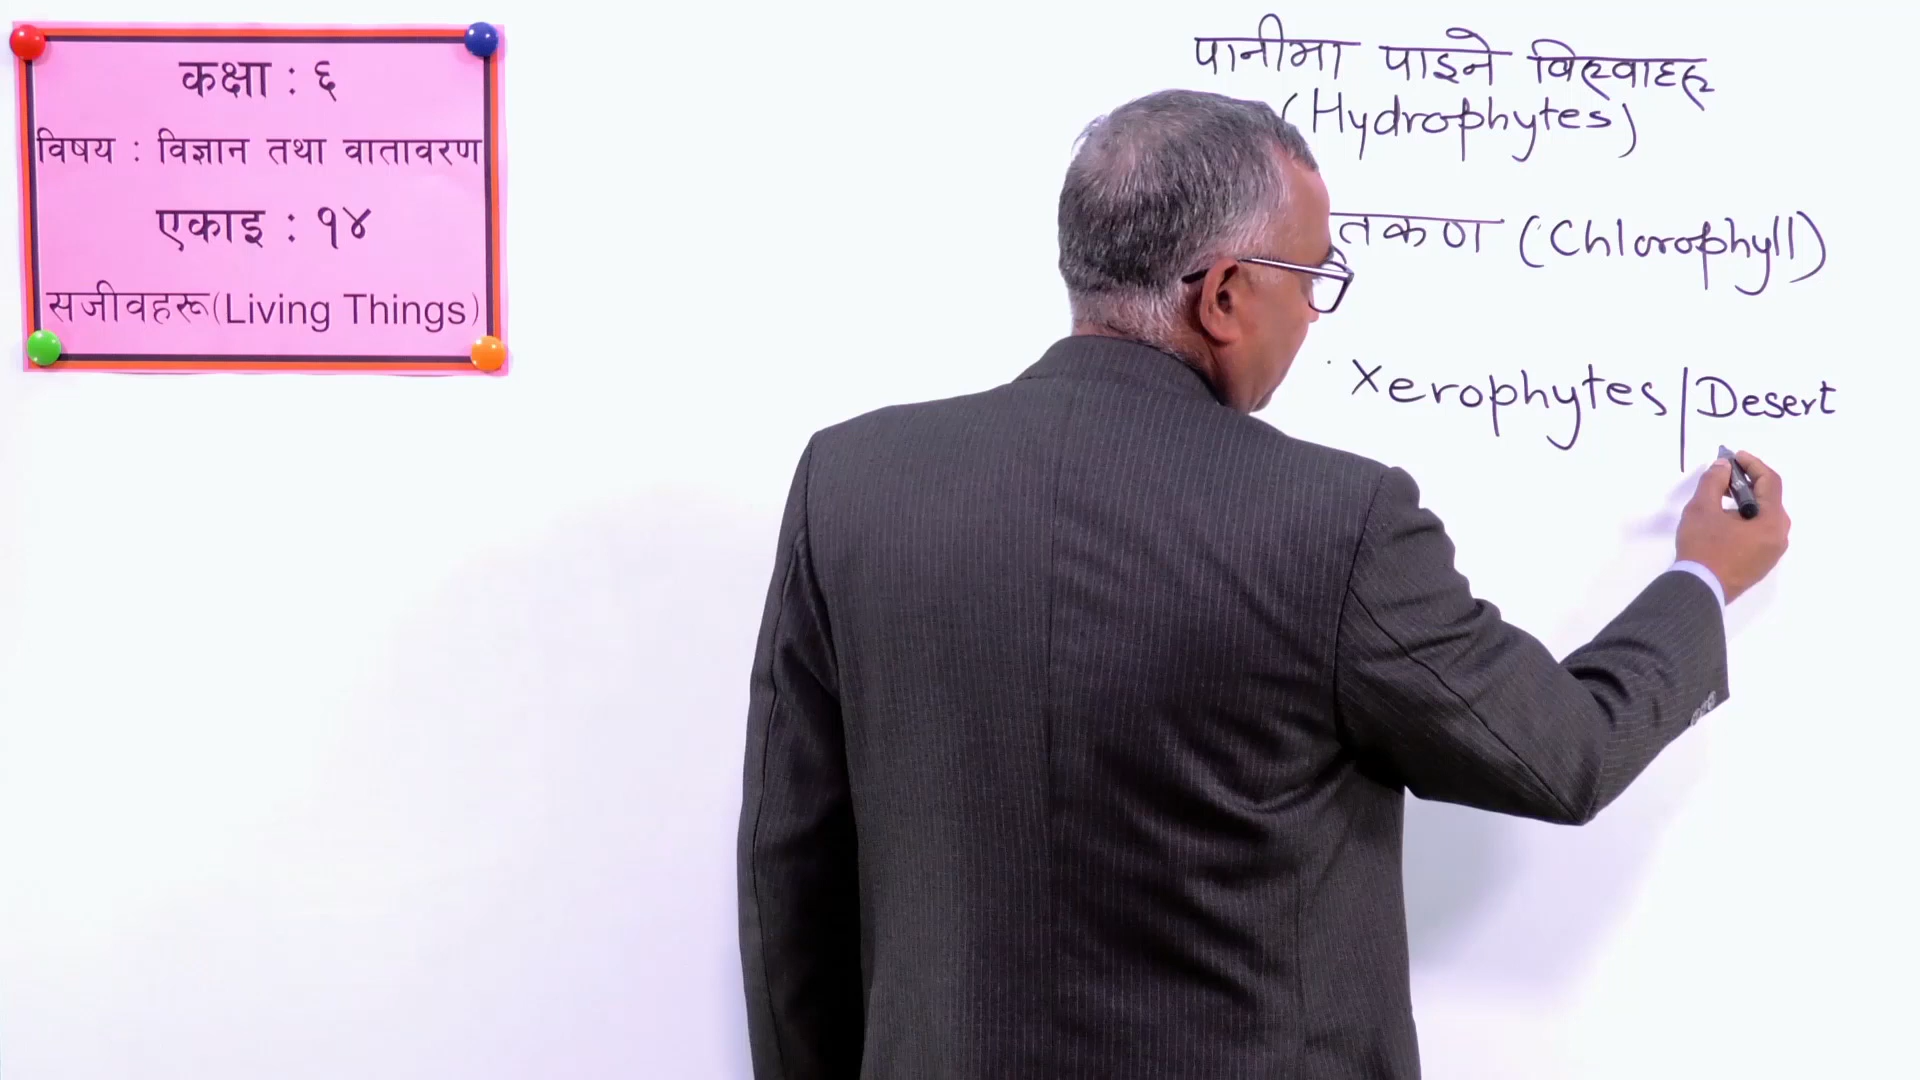 कक्षा : ६
विषय : विज्ञान तथा वातावरण
एकाइ : १४
सजीवहरू(Living Things)
पानीमा पाइने विरुवाहरू
(Hydrophytes)
तकण (Chlorophyll)
Xerophytes/Desert